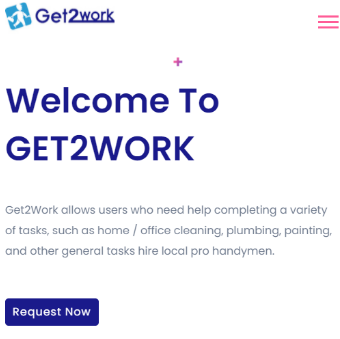 Get2work
+
Welcome To
GET2WORK
Get2Work allows users who need help completing a variety
of tasks, such as home / office cleaning, plumbing, painting,
and other general tasks hire local pro handymen.
Request Now